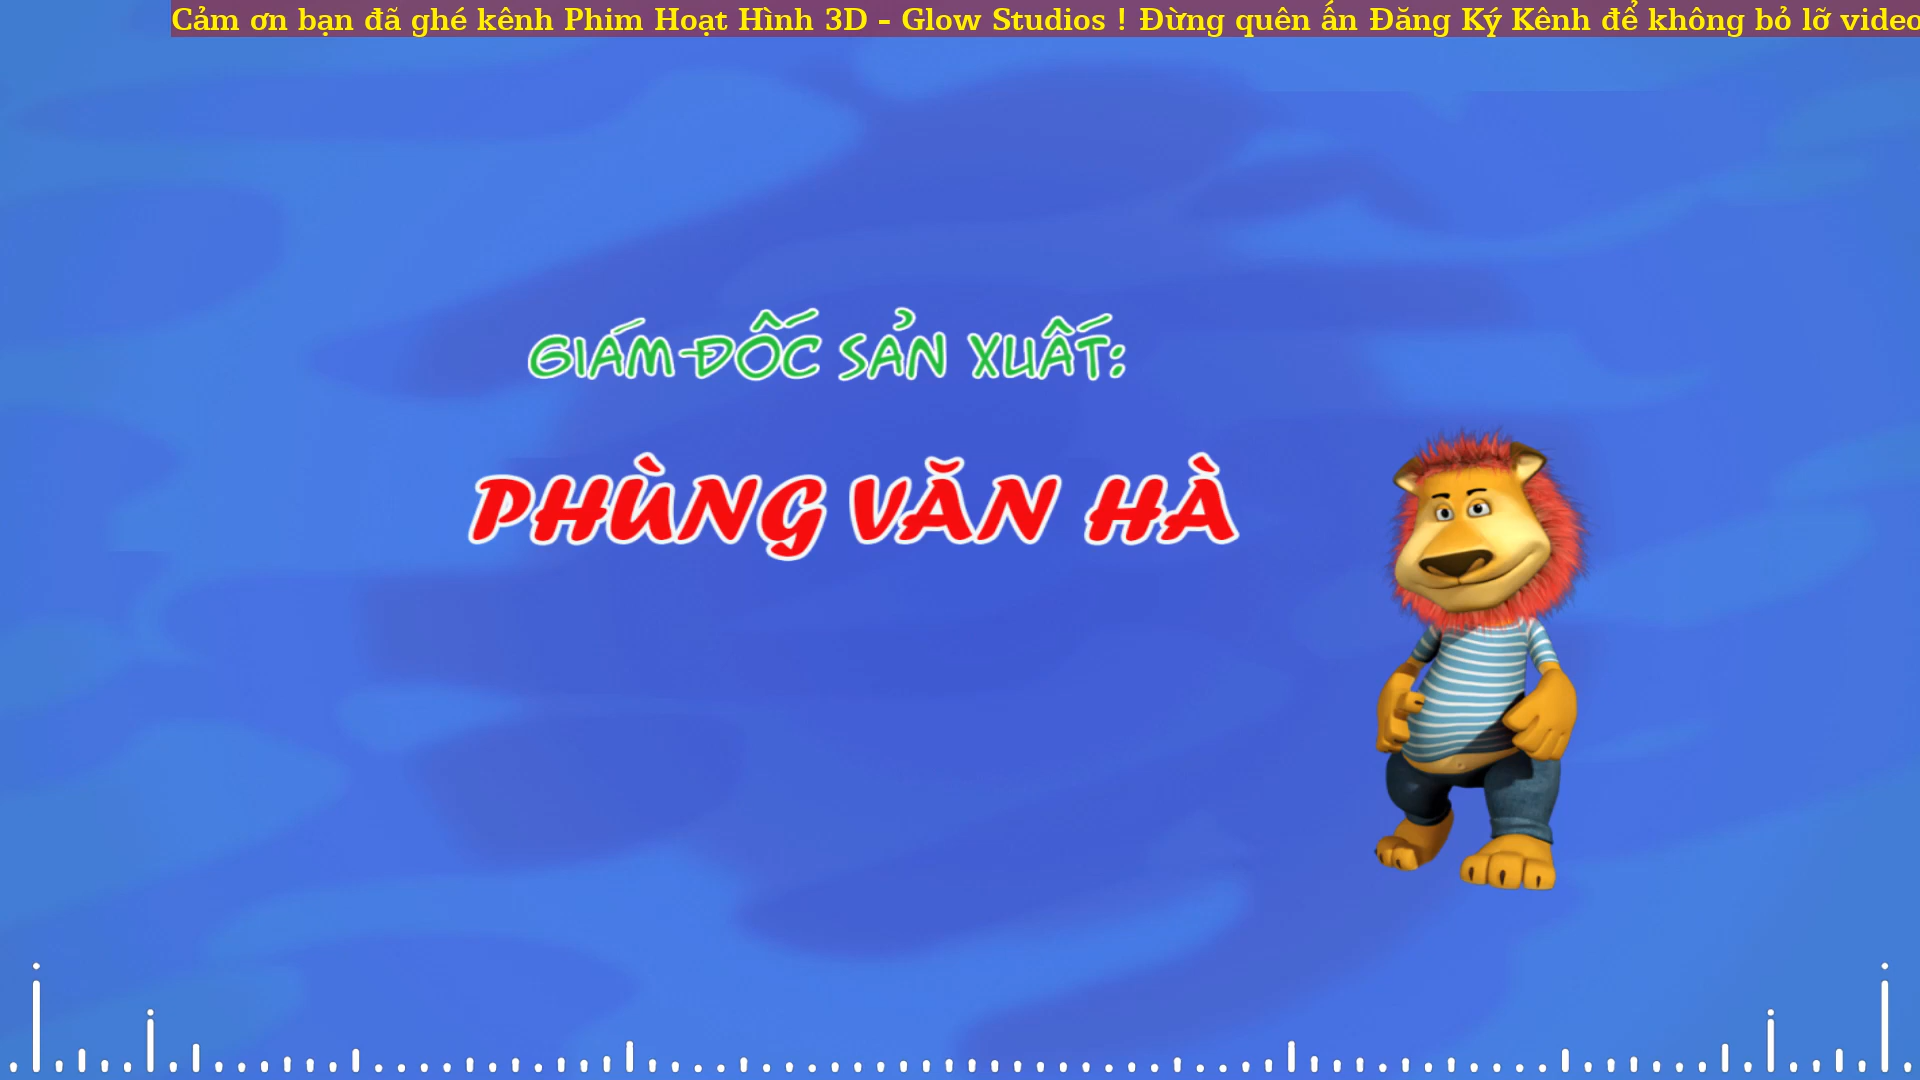 Cảm ơn bạn đã ghé kênh Phim Hoạt Hình 3D – Glow Studios ! Đừng quên ấn Đăng Ký Kênh để không bỏ lỡ video
GIÁM ĐỐC SẢN XUẤT:
PHÙNG VĂN HÀ